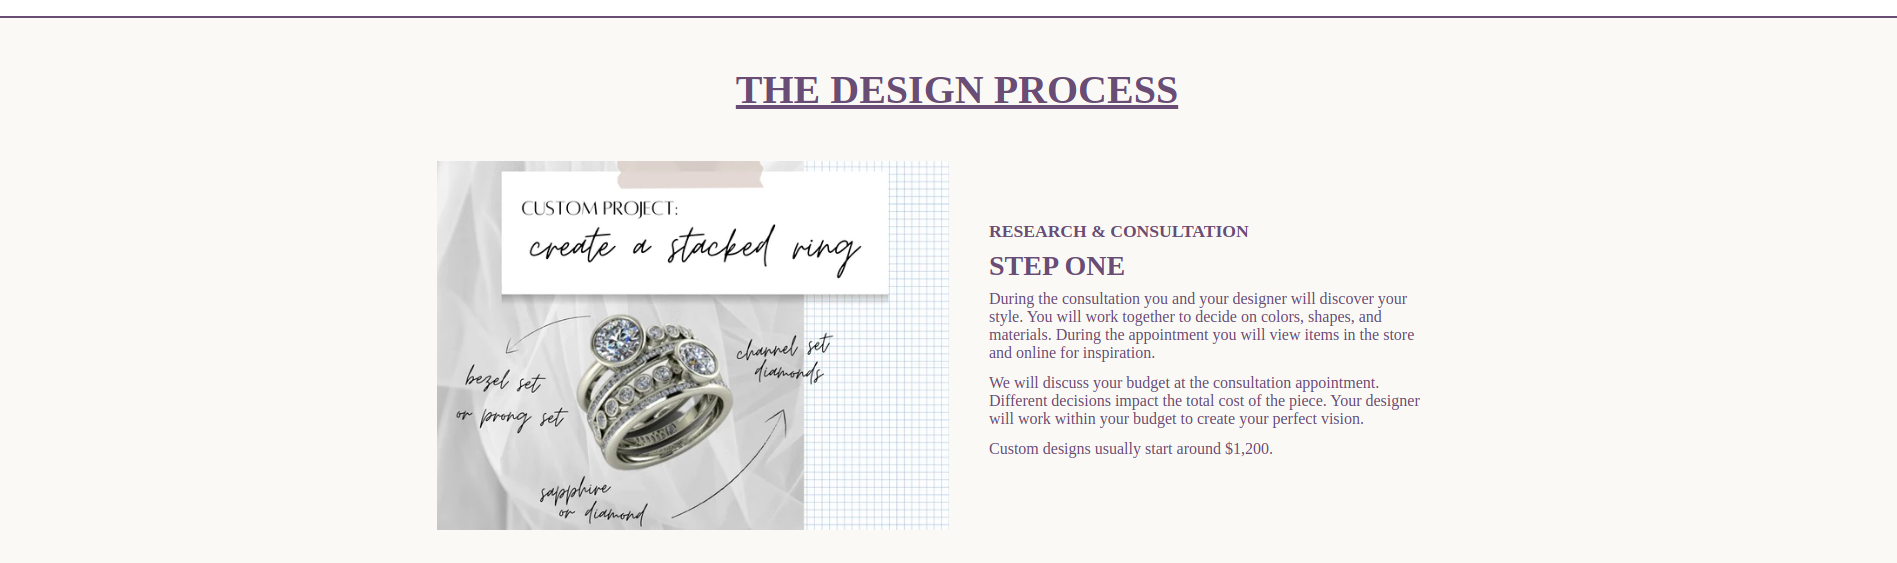 THE DESIGN PROCESS
CUSTOM PROJECT:
create a stacked ring
bezel set
or prong set
channel set
diamonds
sapphire
or diamond
RESEARCH & CONSULTATION
STEP ONE
During the consultation you and your designer will discover your
style. You will work together to decide on colors, shapes, and
materials. During the appointment you will view items in the store
and online for inspiration.
We will discuss your budget at the consultation appointment.
Different decisions impact the total cost of the piece. Your designer
will work within your budget to create your perfect vision.
Custom designs usually start around $1,200.